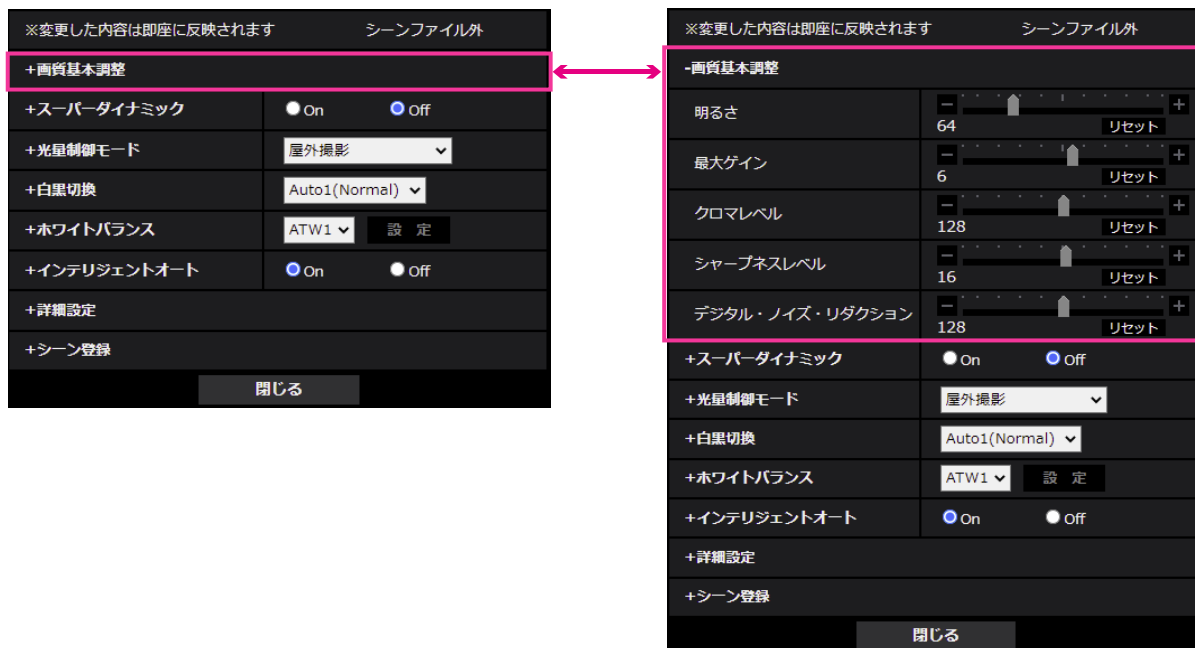 ※変更した内容は即座に反映されます シーンファイル外
+画質基本調整
+スーパーダイナミック On Off
+光量制御モード 屋外撮影
+白黒切換 Auto1(Normal)
+ホワイトバランス ATW1 設 定
+インテリジェントオート On Off
+詳細設定
+シーン登録
閉じる
※変更した内容は即座に反映されます シーンファイル外
-画質基本調整
明るさ − +
64 リセット
最大ゲイン − +
6 リセット
クロマレベル − +
128 リセット
シャープネスレベル − +
16 リセット
デジタル・ノイズ・リダクション − +
128 リセット
+スーパーダイナミック On Off
+光量制御モード 屋外撮影
+白黒切換 Auto1(Normal)
+ホワイトバランス ATW1 設 定
+インテリジェントオート On Off
+詳細設定
+シーン登録
閉じる